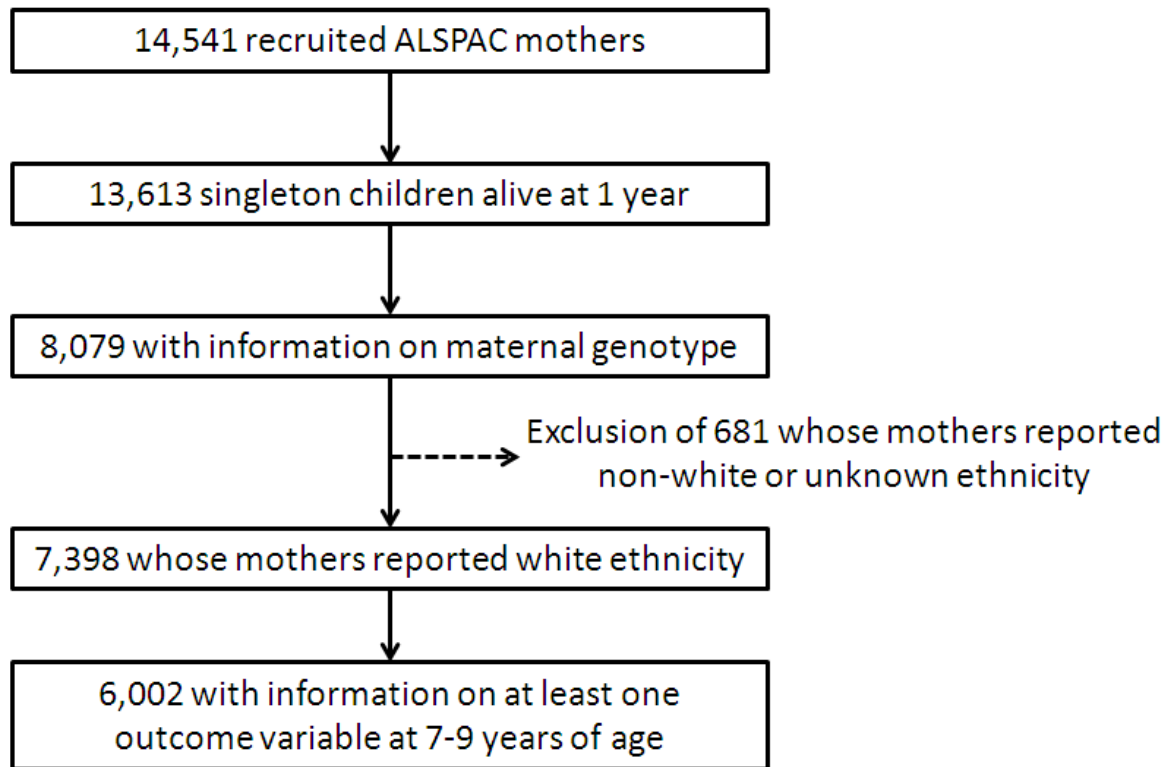 14,541 recruited ALSPAC mothers
13,613 singleton children alive at 1 year
8,079 with information on maternal genotype
Exclusion of 681 whose mothers reported
non-white or unknown ethnicity
7,398 whose mothers reported white ethnicity
6,002 with information on at least one
outcome variable at 7-9 years of age